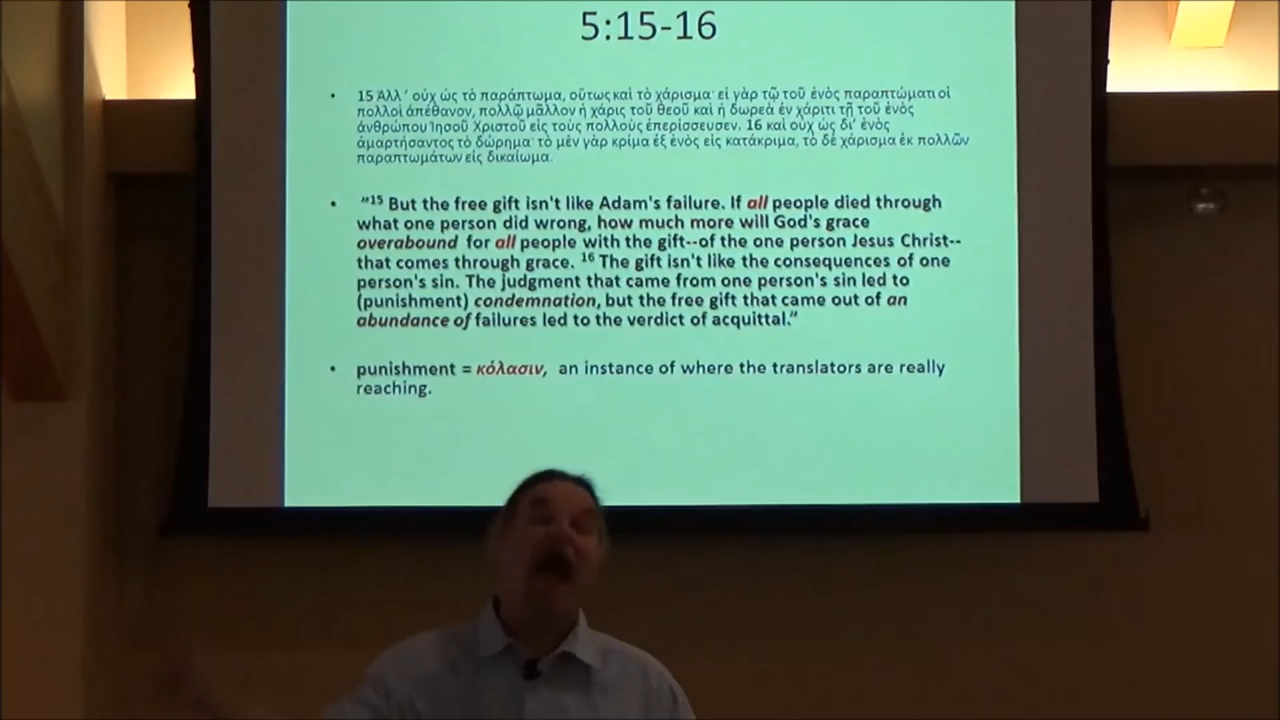 5:15-16
• 15 Ἀλλ’ οὐχ ὡς τὸ παράπτωμα, οὕτως καὶ τὸ χάρισμα· εἰ γὰρ τῷ τοῦ ἑνὸς παραπτώματι οἱ
πολλοὶ ἀπέθανον, πολλῷ μᾶλλον ἡ χάρις τοῦ θεοῦ καὶ ἡ δωρεὰ ἐν χάριτι τῇ τοῦ ἑνὸς
ἀνθρώπου Ἰησοῦ Χριστοῦ εἰς τοὺς πολλοὺς ἐπερίσσευσεν. 16 καὶ οὐχ ὡς δι’ ἑνὸς
ἁμαρτήσαντος τὸ δώρημα· τὸ μὲν γὰρ κρίμα ἐξ ἑνὸς εἰς κατάκριμα, τὸ δὲ χάρισμα ἐκ πολλῶν
παραπτωμάτων εἰς δικαίωμα.
• "15 But the free gift isn't like Adam's failure. If all people died through
what one person did wrong, how much more will God's grace
overabound for all people with the gift--of the one person Jesus Christ--
that comes through grace. 16 The gift isn't like the consequences of one
person's sin. The judgment that came from one person's sin led to
(punishment) condemnation, but the free gift that came out of an
abundance of failures led to the verdict of acquittal."
• punishment = κόλασιν, an instance of where the translators are really
reaching.